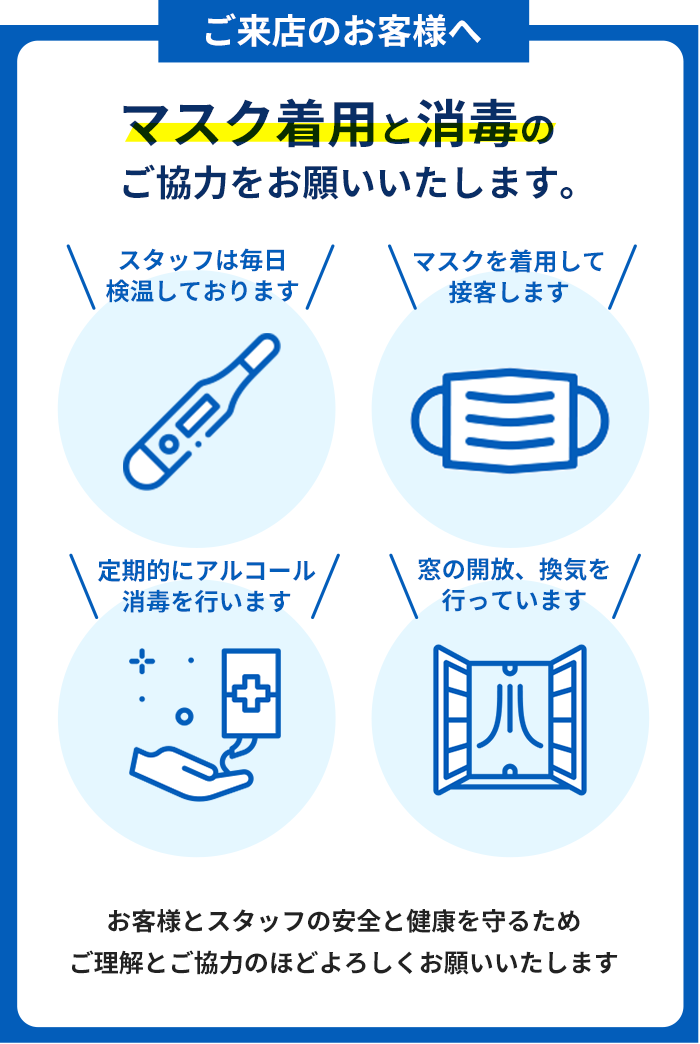 ご来店のお客様へ
マスク着用と消毒の
ご協力をお願いいたします。
スタッフは毎日
検温しております
マスクを着用して
接客します
定期的にアルコール
消毒を行います
窓の開放、換気を
行っています
お客様とスタッフの安全と健康を守るため
ご理解とご協力のほどよろしくお願いいたします